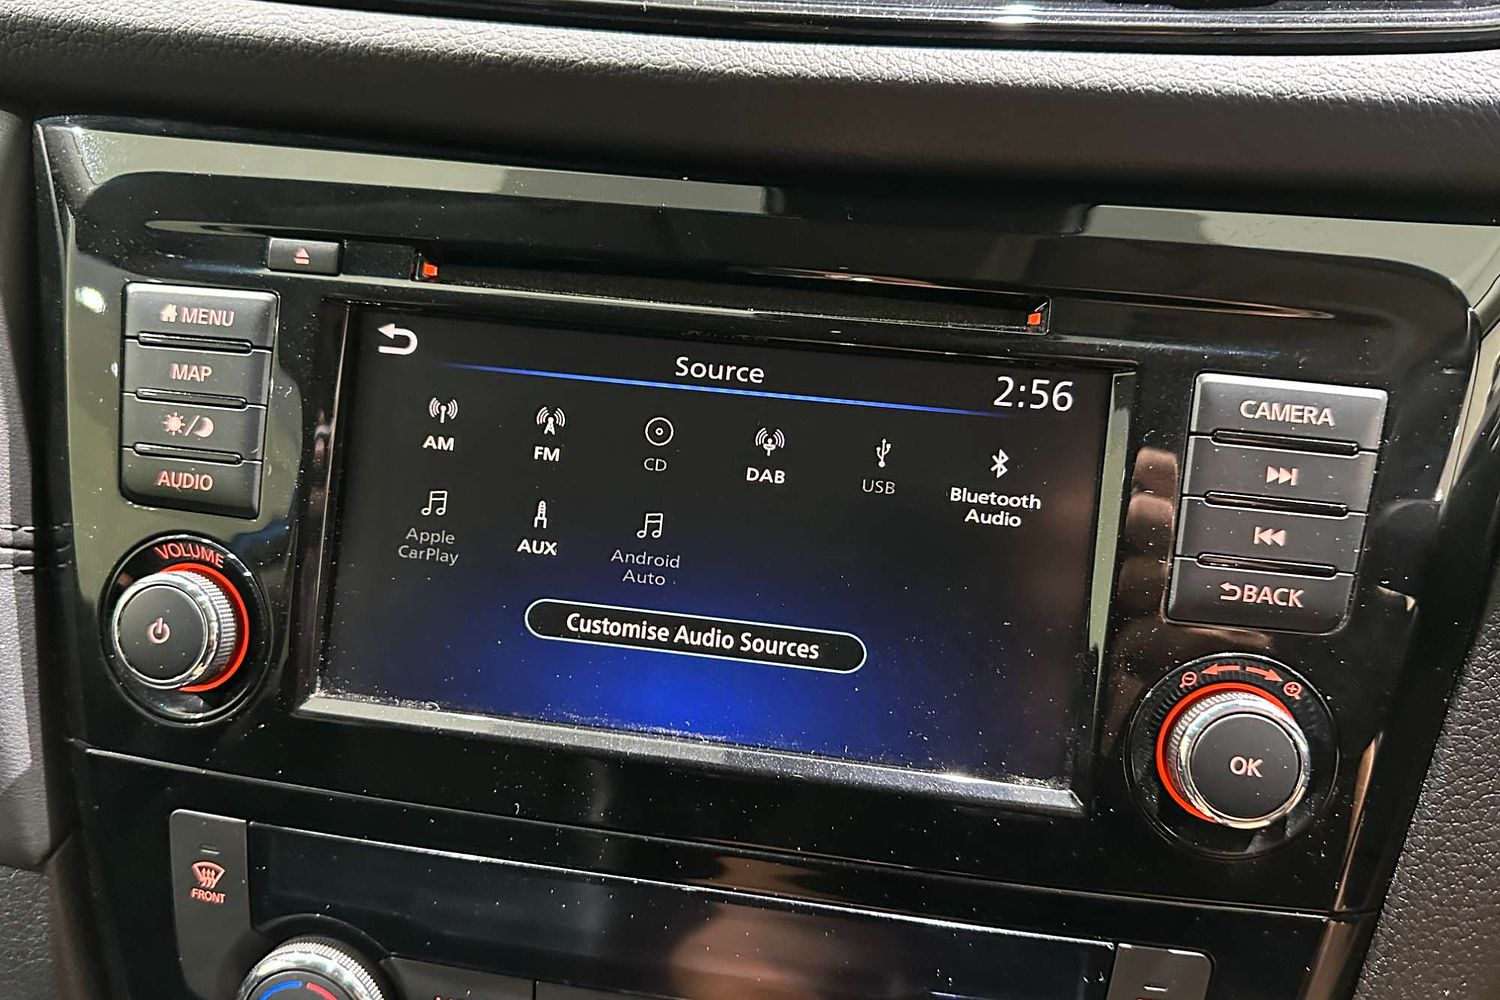 MENU
MAP
AUDIO
VOLUME
Source
2:56
AM
FM
CD
DAB
USB
Bluetooth
Audio
Apple
CarPlay
AUX
Android
Auto
Customise Audio Sources
CAMERA
BACK
OK
FRONT